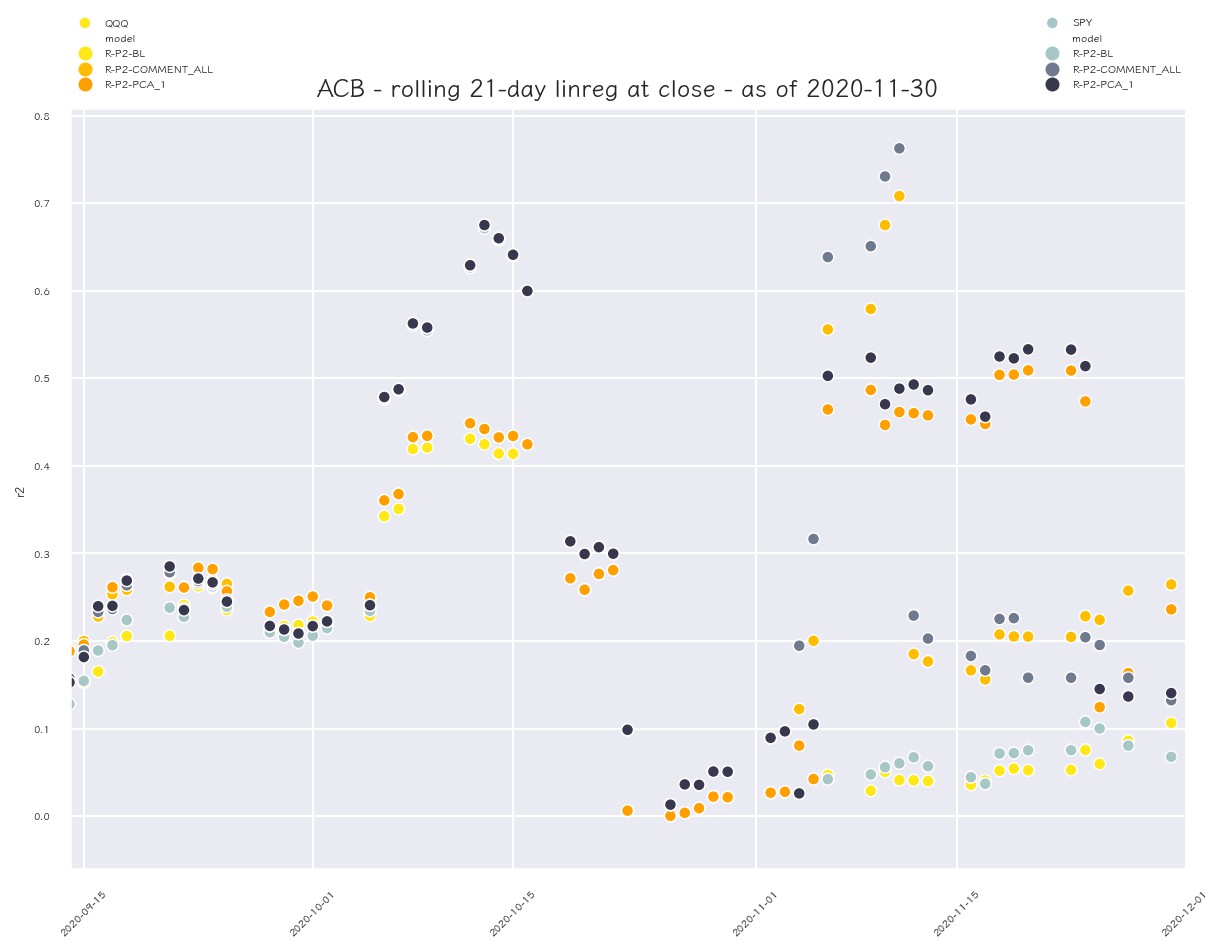 QQQ
model
R-P2-BL
R-P2-COMMENT_ALL
R-P2-PCA_1
SPY
model
R-P2-BL
R-P2-COMMENT_ALL
R-P2-PCA_1
ACB - rolling 21-day linreg at close - as of 2020-11-30
0.8
0.7
0.6
0.5
0.4
0.3
0.2
0.1
0.0
r2
2020-09-15
2020-10-01
2020-10-15
2020-11-01
2020-11-15
2020-12-01